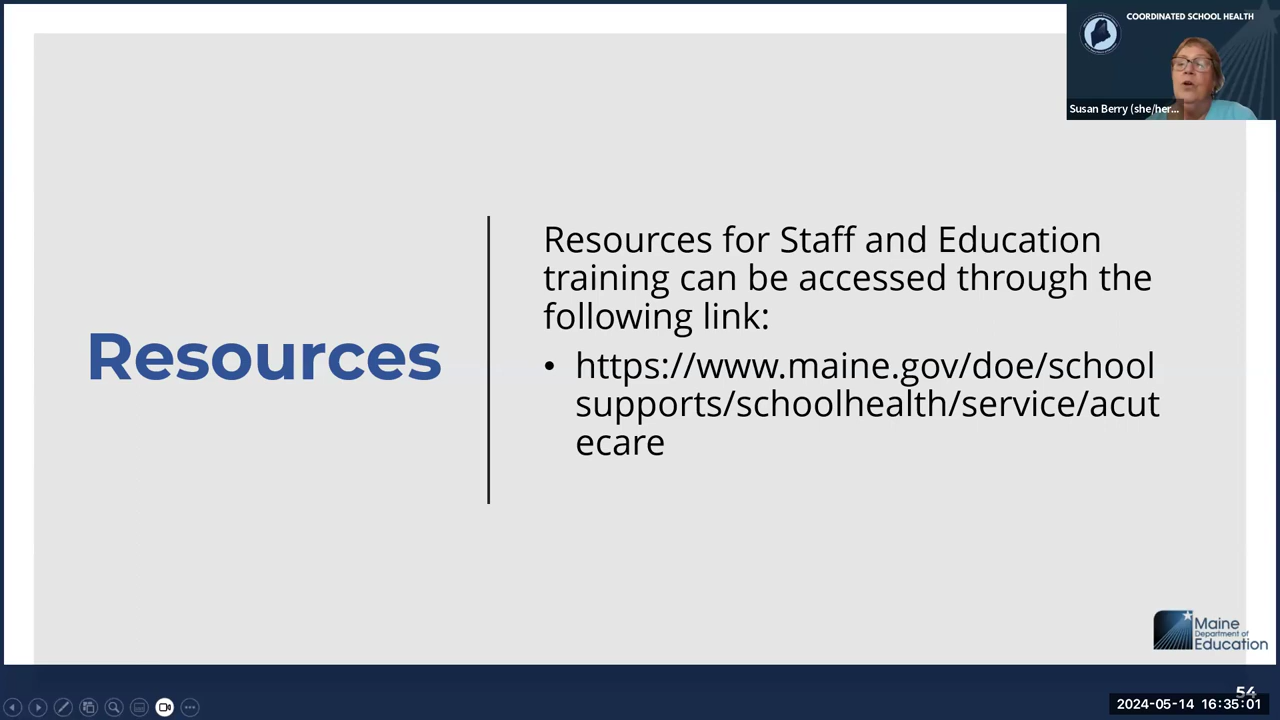 COORDINATED SCHOOL HEALTH
Susan Berry (she/her...
Resources
Resources for Staff and Education
training can be accessed through the
following link:
• https://www.maine.gov/doe/school
supports/schoolhealth/service/acut
ecare
Maine
Department of
Education
54
2024-05-14 16:35:01